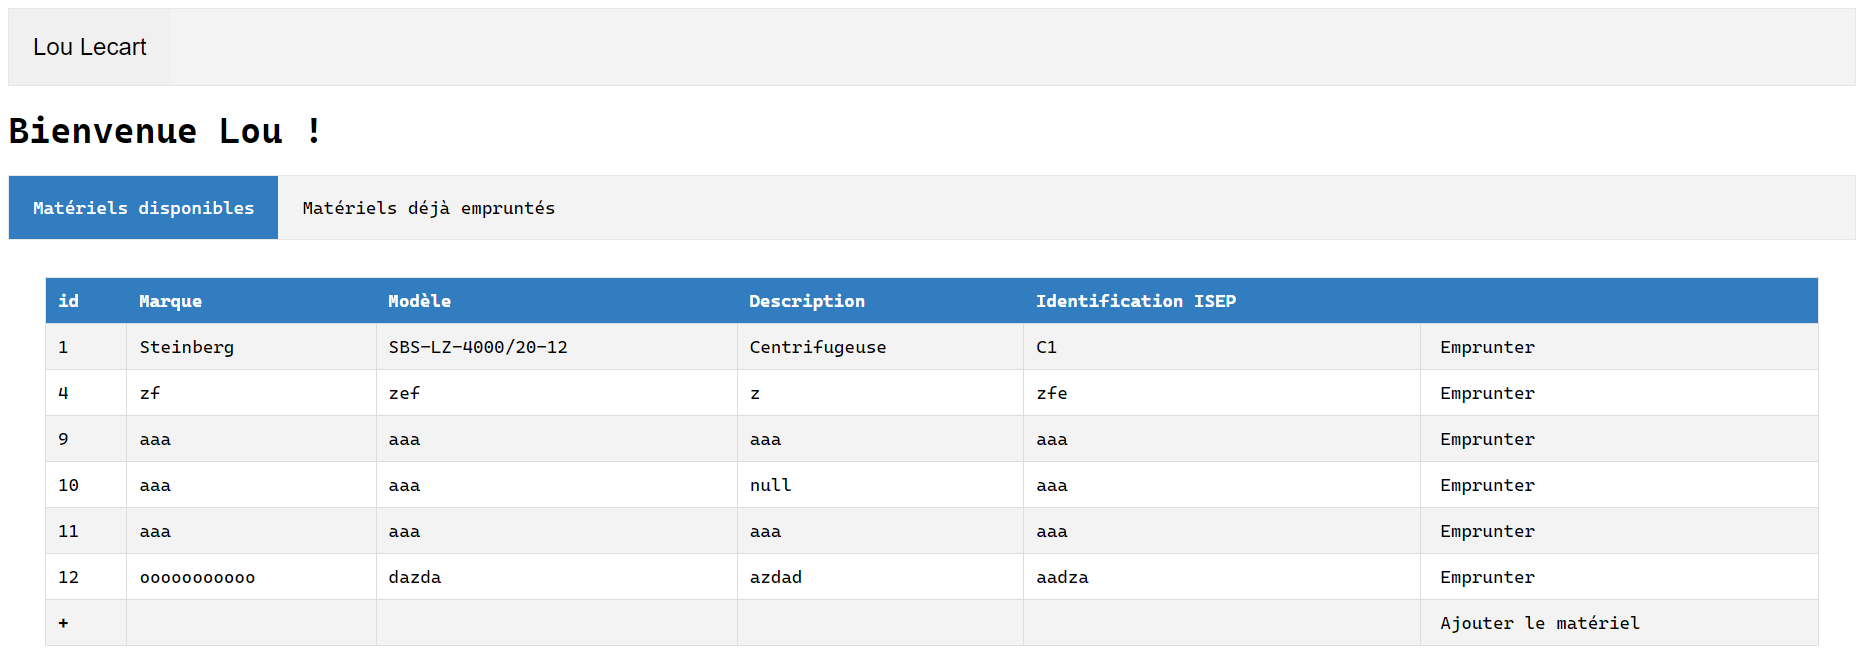 Lou Lecart
Bienvenue Lou !
Matériels disponibles Matériels déjà empruntés
id Marque Modèle Description Identification ISEP
1 Steinberg SBS-LZ-4000/20-12 Centrifugeuse C1 Emprunter
4 zf zef z zfe Emprunter
9 aaa aaa aaa aaa Emprunter
10 aaa aaa null aaa Emprunter
11 aaa aaa aaa aaa Emprunter
12 ooooooooooo dazda azdad aadza Emprunter
+ Ajouter le matériel